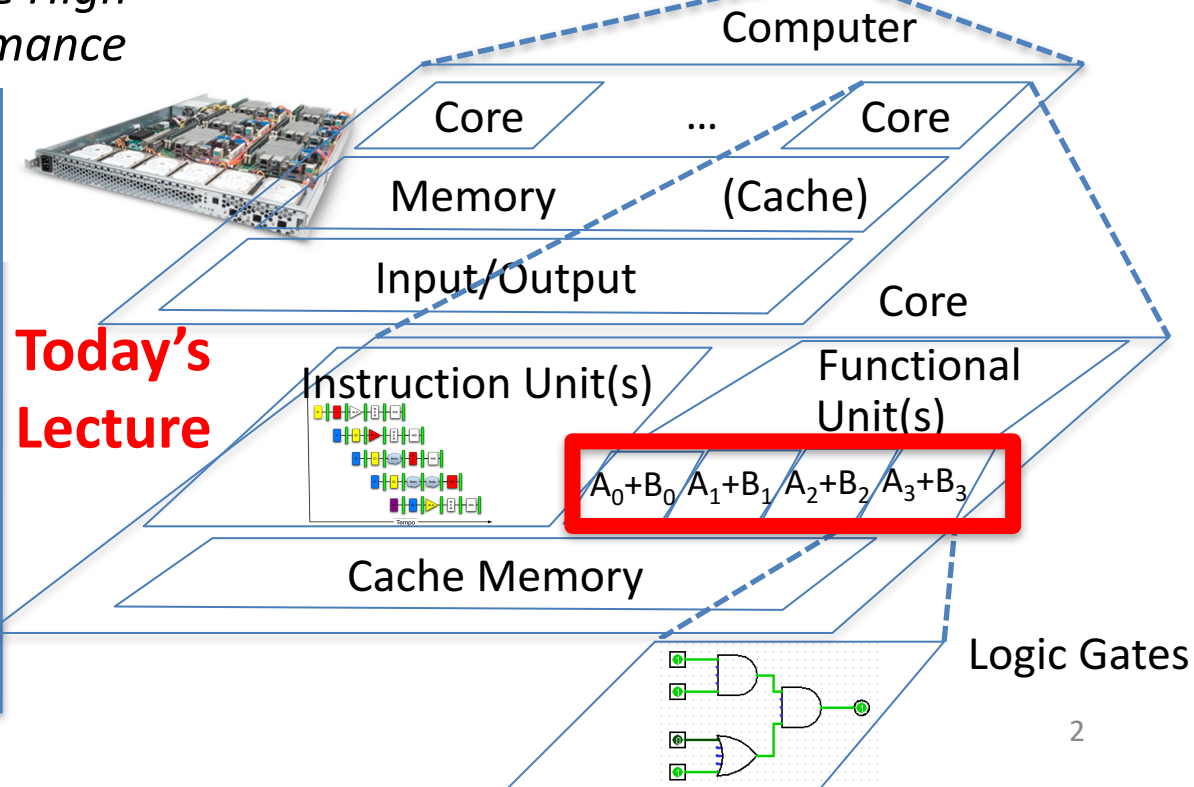 mance
Computer
Core ... Core
Memory (Cache)
Input/Output
Core
Today's
Lecture
Instruction Unit(s)
Functional
Unit(s)
A₀+B₀ A₁+B₁ A₂+B₂ A₃+B₃
Tempo
Cache Memory
Logic Gates
2